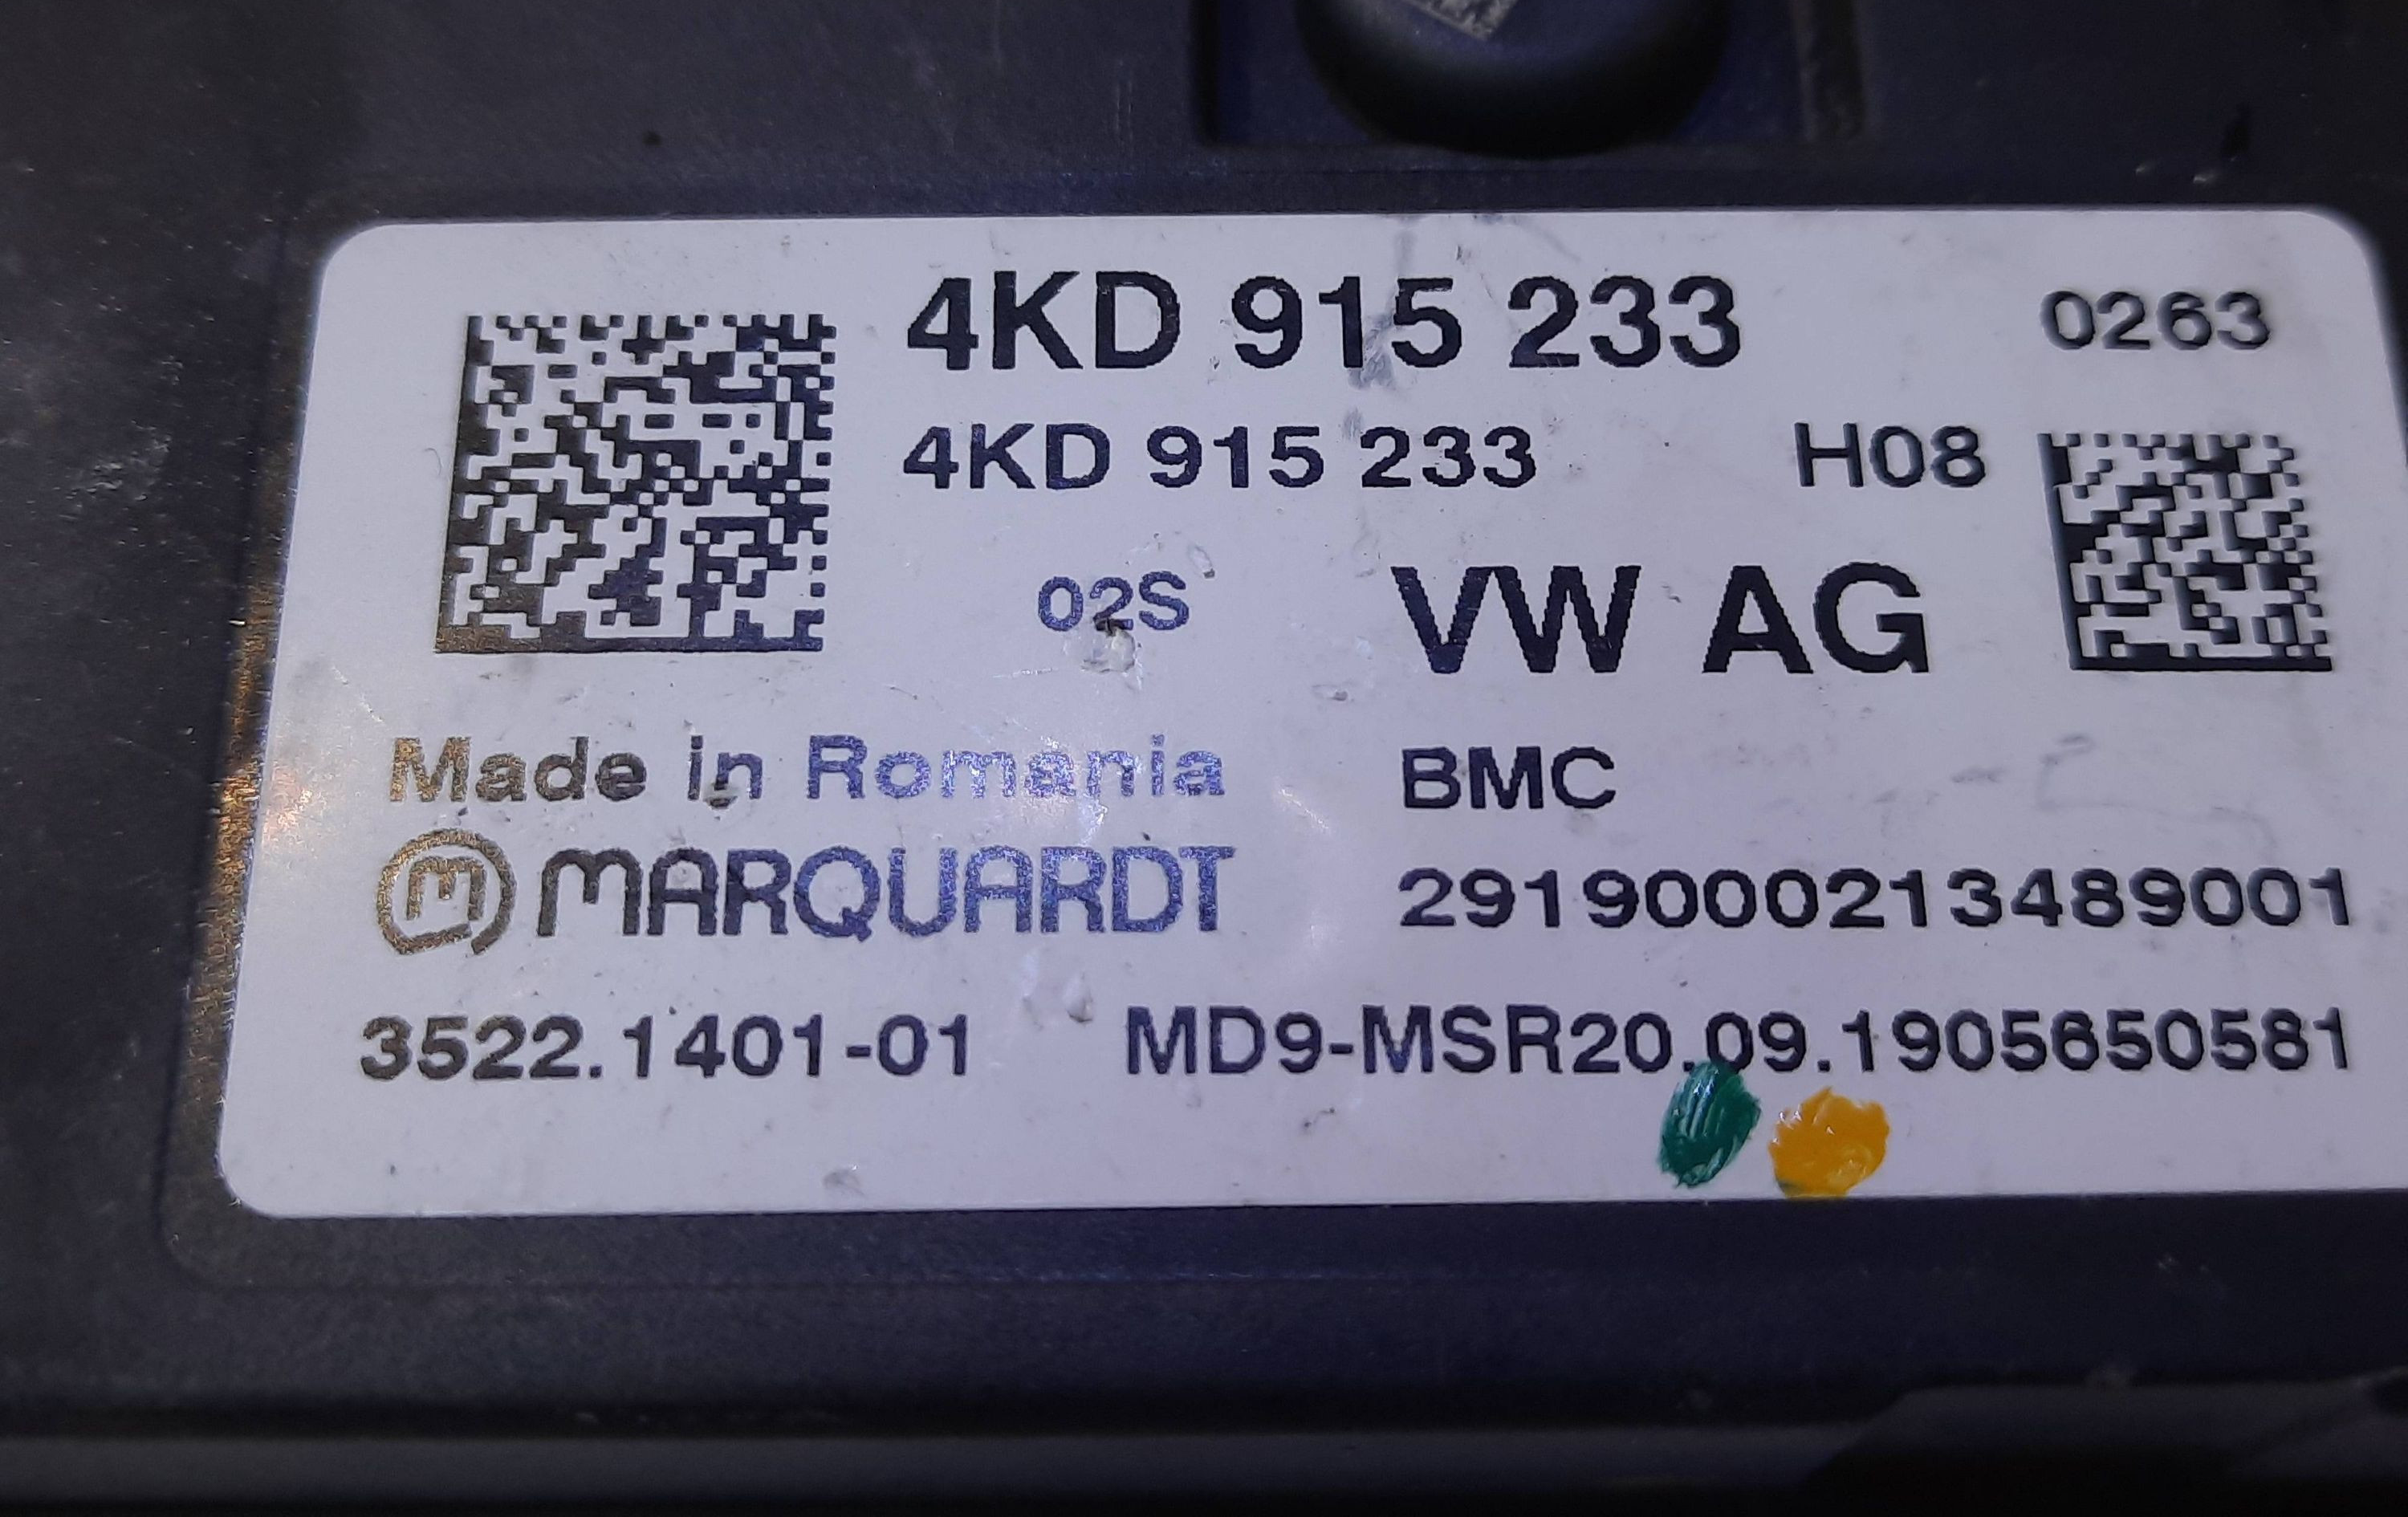 4KD 915 233 0263
4KD 915 233 H08
02S VW AG
Made in Romania BMC
MARQUARDT 2919000213489001
3522.1401-01 MD9-MSR20.09.1905650581